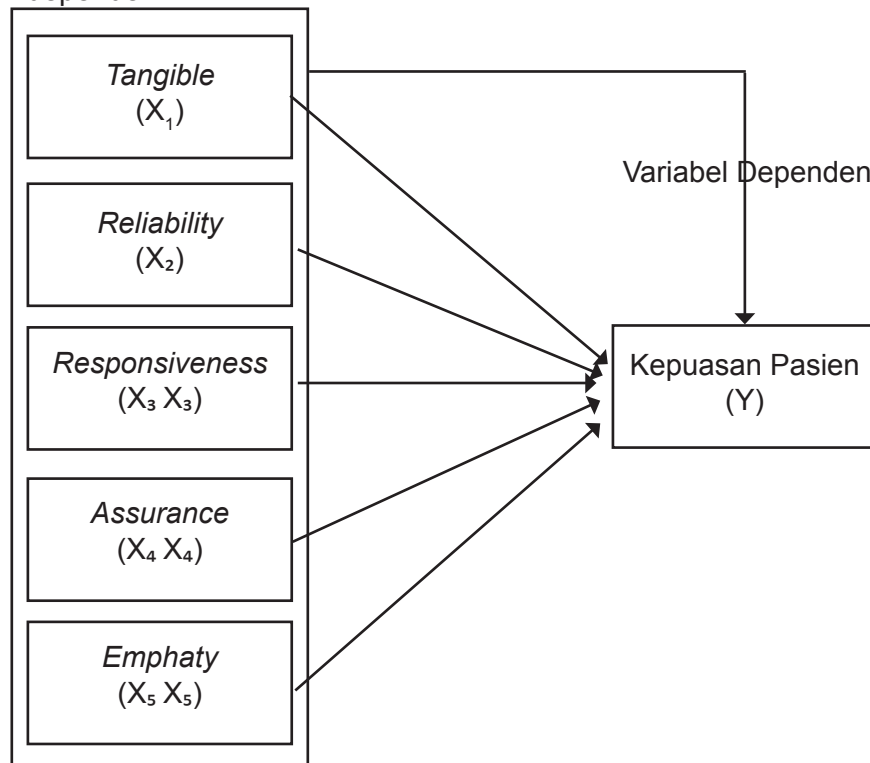 Tangible
(X₁)
Variabel Dependen
Reliability
(X₂)
Responsiveness
(X₃ X₃)
Kepuasan Pasien
(Y)
Assurance
(X₄ X₄)
Emphaty
(X₅ X₅)